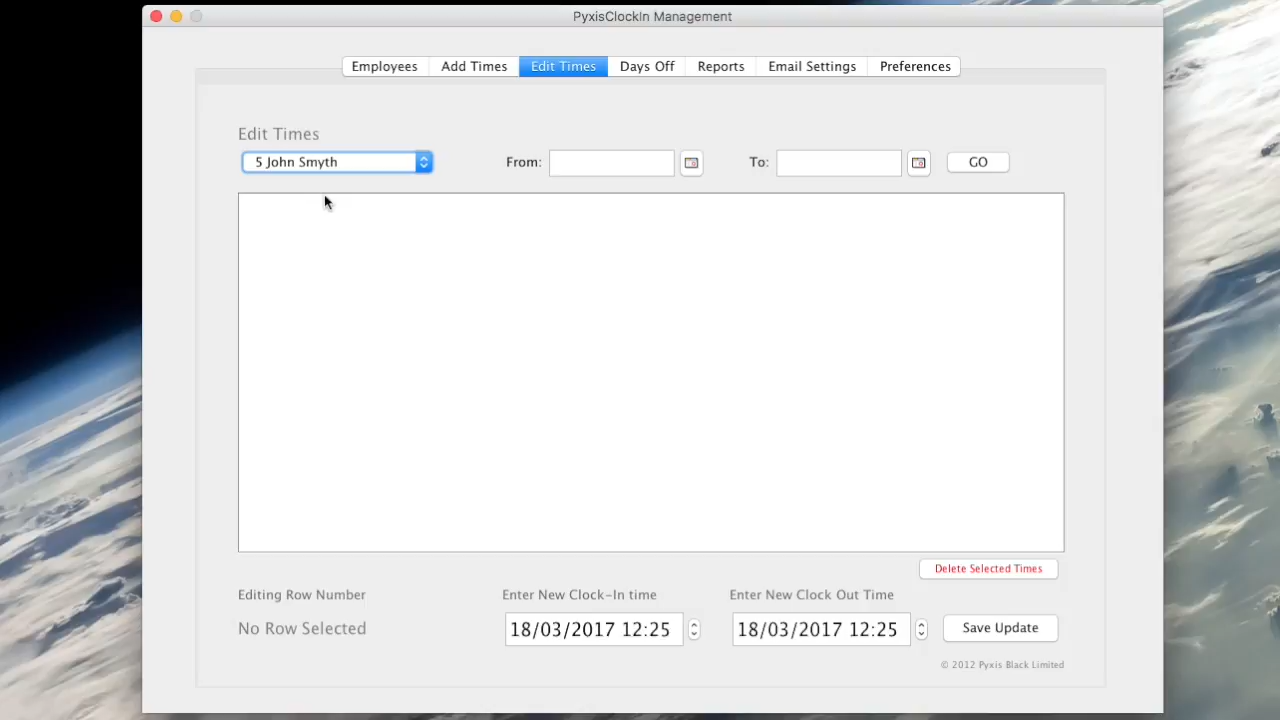 PyxisClockIn Management
Employees Add Times Edit Times Days Off Reports Email Settings Preferences
Edit Times
5 John Smyth From: To: GO
Delete Selected Times
Editing Row Number Enter New Clock-In time Enter New Clock Out Time
No Row Selected 18/03/2017 12:25 18/03/2017 12:25 Save Update
© 2012 Pyxis Black Limited